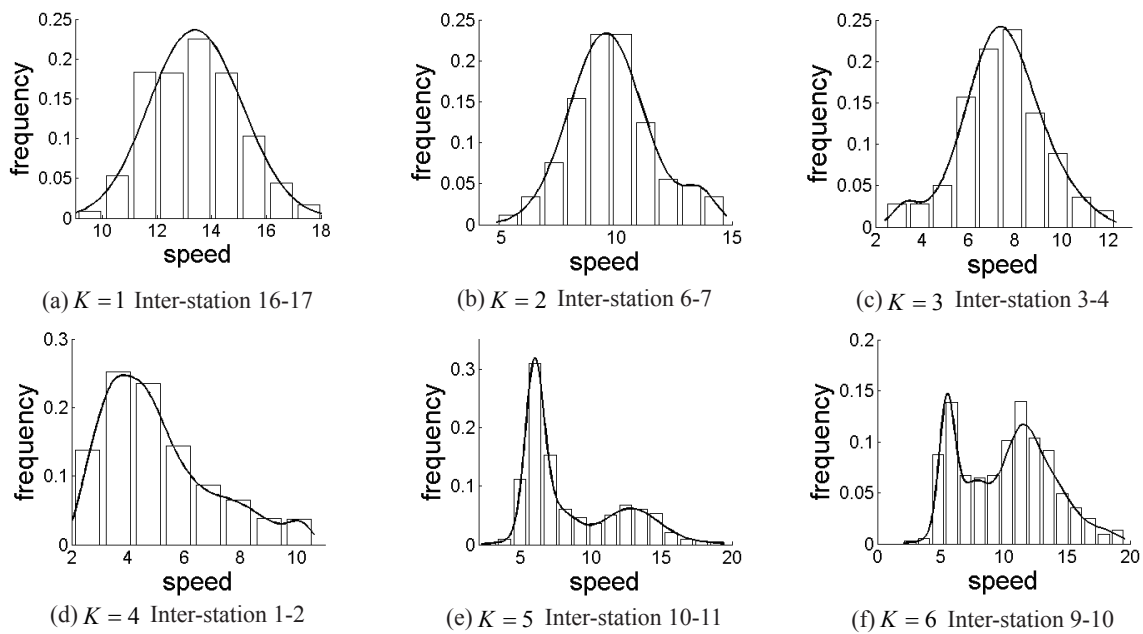 0.25
0.2
0.15
0.1
0.05
0
frequency
10 12 14 16 18
speed
(a) K = 1 Inter-station 16-17
0.25
0.2
0.15
0.1
0.05
0
frequency
5 10 15
speed
(b) K = 2 Inter-station 6-7
0.25
0.2
0.15
0.1
0.05
0
frequency
2 4 6 8 10 12
speed
(c) K = 3 Inter-station 3-4
0.3
0.2
0.1
0
frequency
2 4 6 8 10
speed
(d) K = 4 Inter-station 1-2
0.4
0.3
0.2
0.1
0
frequency
5 10 15 20
speed
(e) K = 5 Inter-station 10-11
0.2
0.15
0.1
0.05
0
frequency
0 5 10 15 20
speed
(f) K = 6 Inter-station 9-10